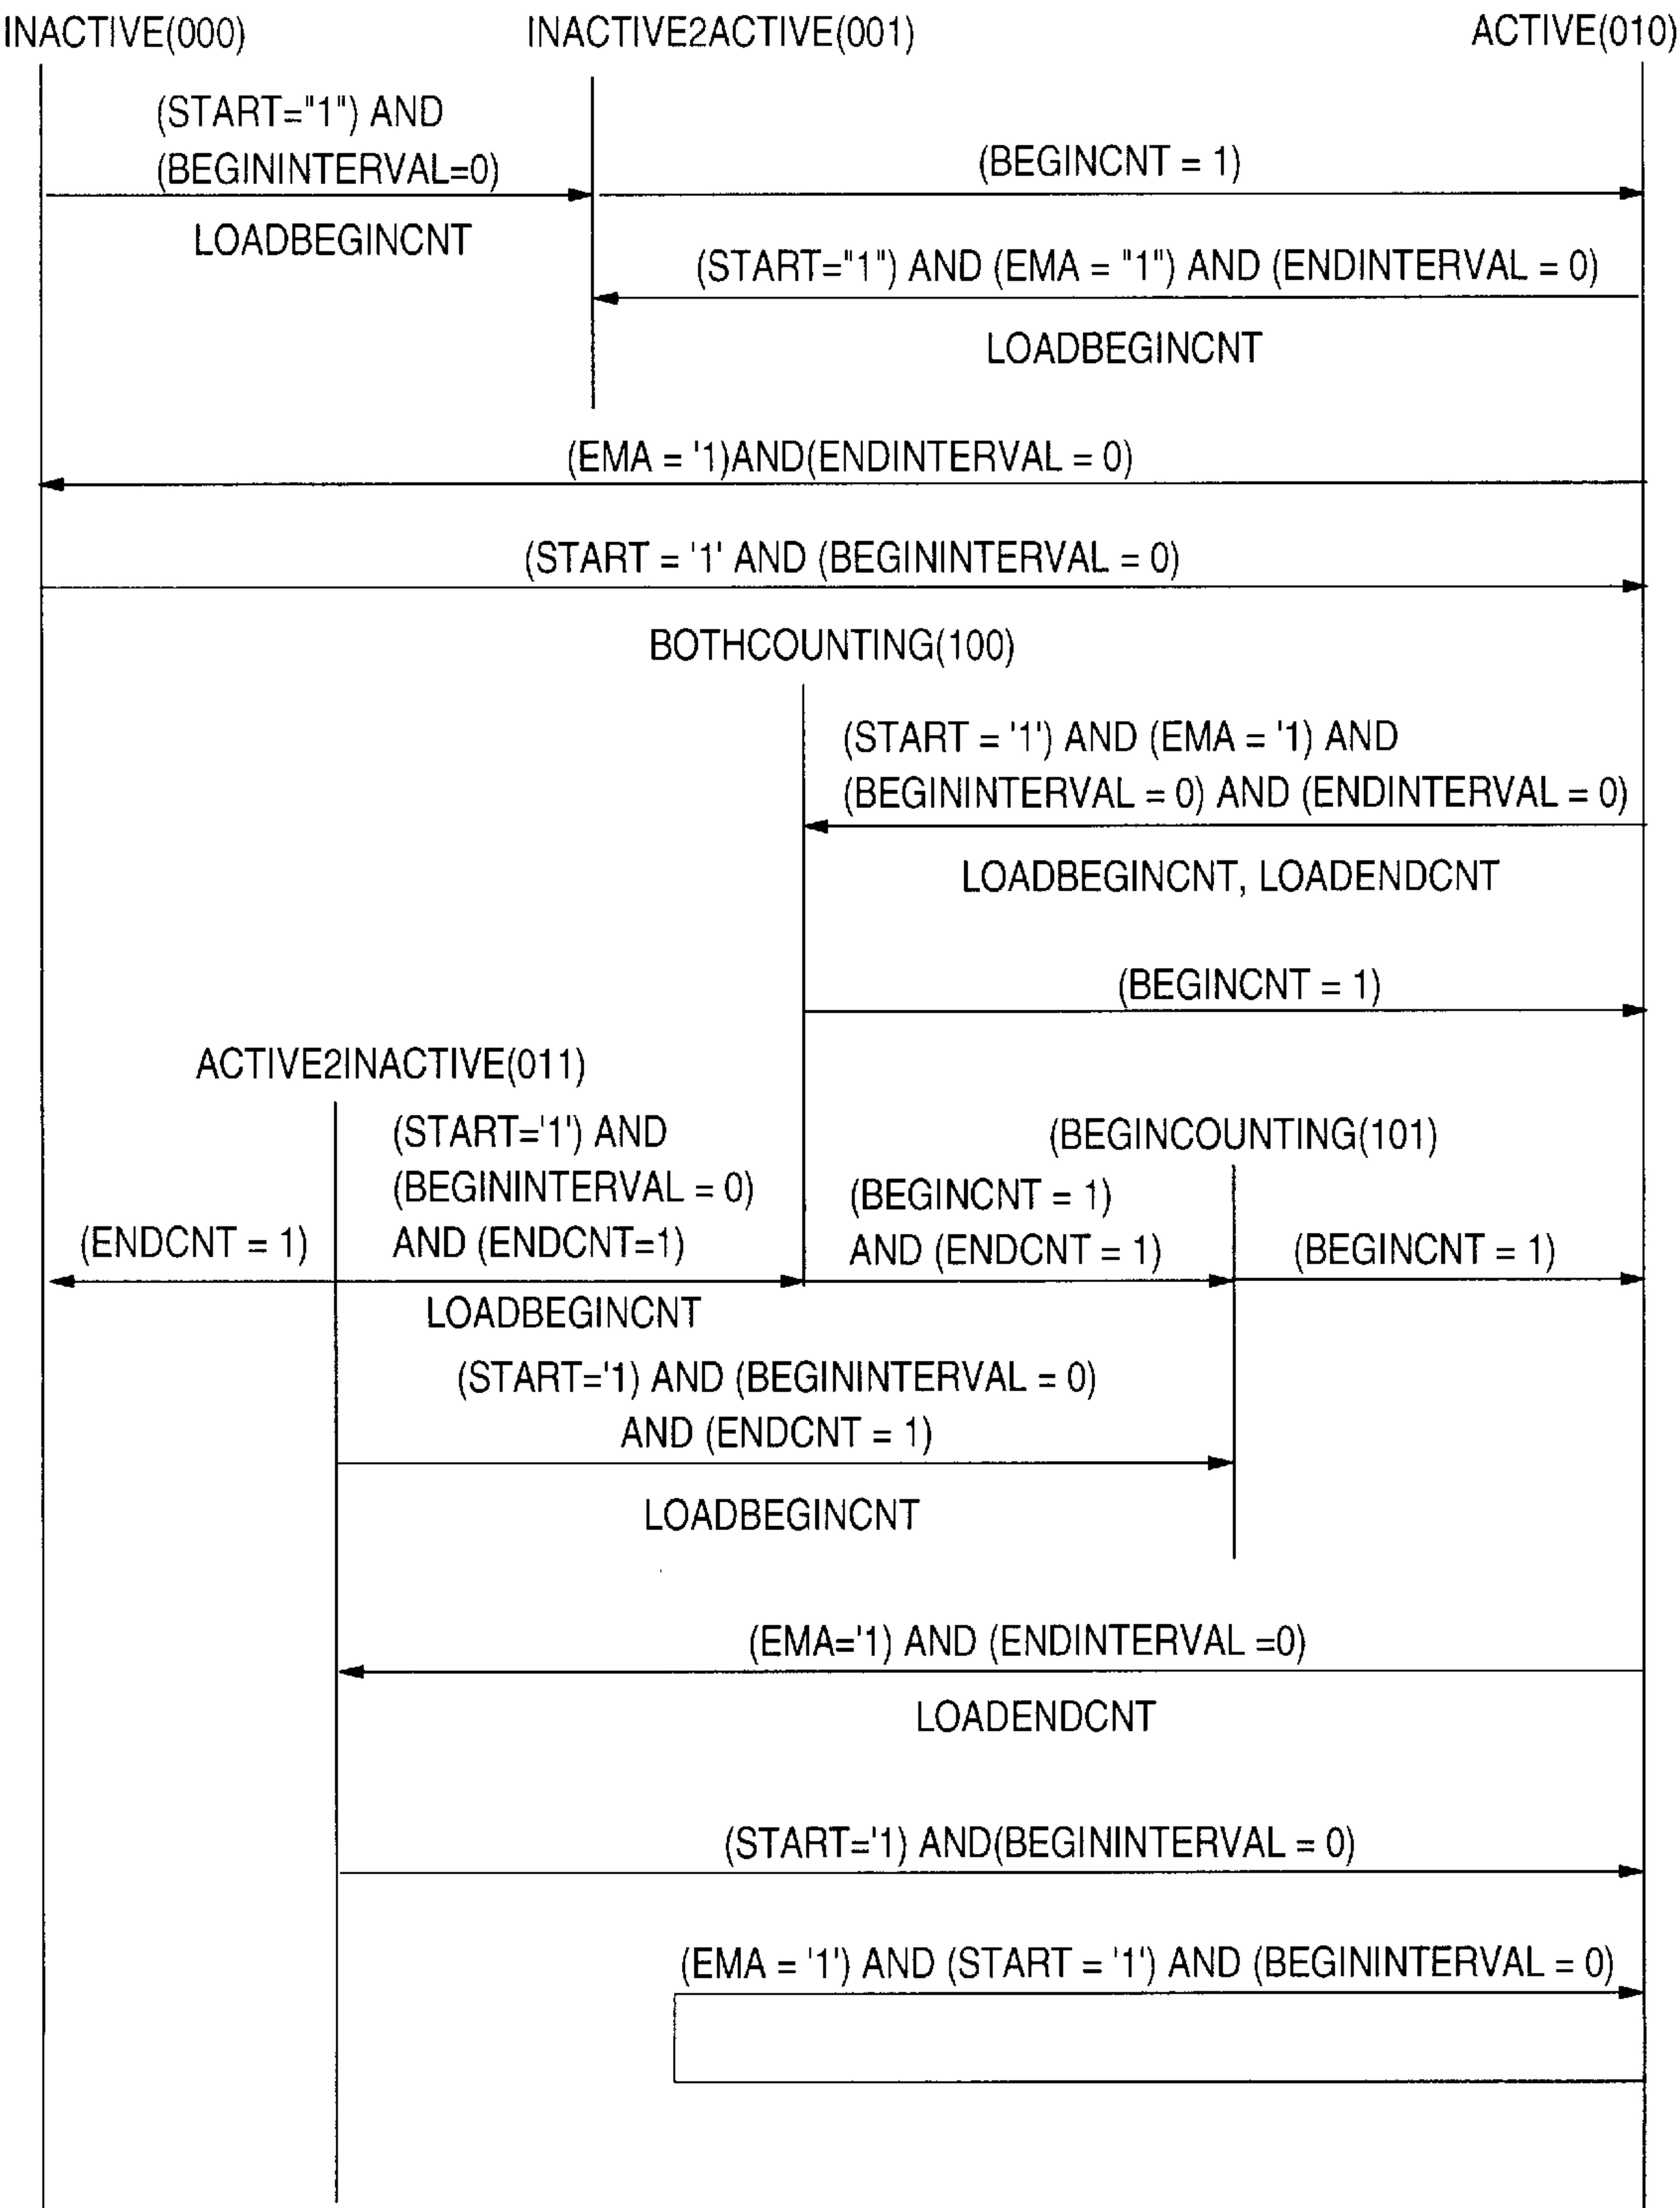 INACTIVE(000)
INACTIVE2ACTIVE(001)
ACTIVE(010)
(START="1") AND
(BEGININTERVAL=0)
LOADBEGINCNT
(BEGINCNT = 1)
(START="1") AND (EMA = "1") AND (ENDINTERVAL = 0)
LOADBEGINCNT
(EMA = '1)AND(ENDINTERVAL = 0)
(START = '1' AND (BEGININTERVAL = 0)
BOTHCOUNTING(100)
(START = '1') AND (EMA = '1) AND
(BEGININTERVAL = 0) AND (ENDINTERVAL = 0)
LOADBEGINCNT, LOADENDCNT
(BEGINCNT = 1)
ACTIVE2INACTIVE(011)
(START='1') AND
(BEGININTERVAL = 0)
AND (ENDCNT=1)
(ENDCNT = 1)
LOADBEGINCNT
(BEGINCOUNTING(101)
(BEGINCNT = 1)
AND (ENDCNT = 1)
(BEGINCNT = 1)
(START='1) AND (BEGININTERVAL = 0)
AND (ENDCNT = 1)
LOADBEGINCNT
(EMA='1) AND (ENDINTERVAL =0)
LOADENDCNT
(START='1) AND(BEGININTERVAL = 0)
(EMA = '1') AND (START = '1') AND (BEGININTERVAL = 0)